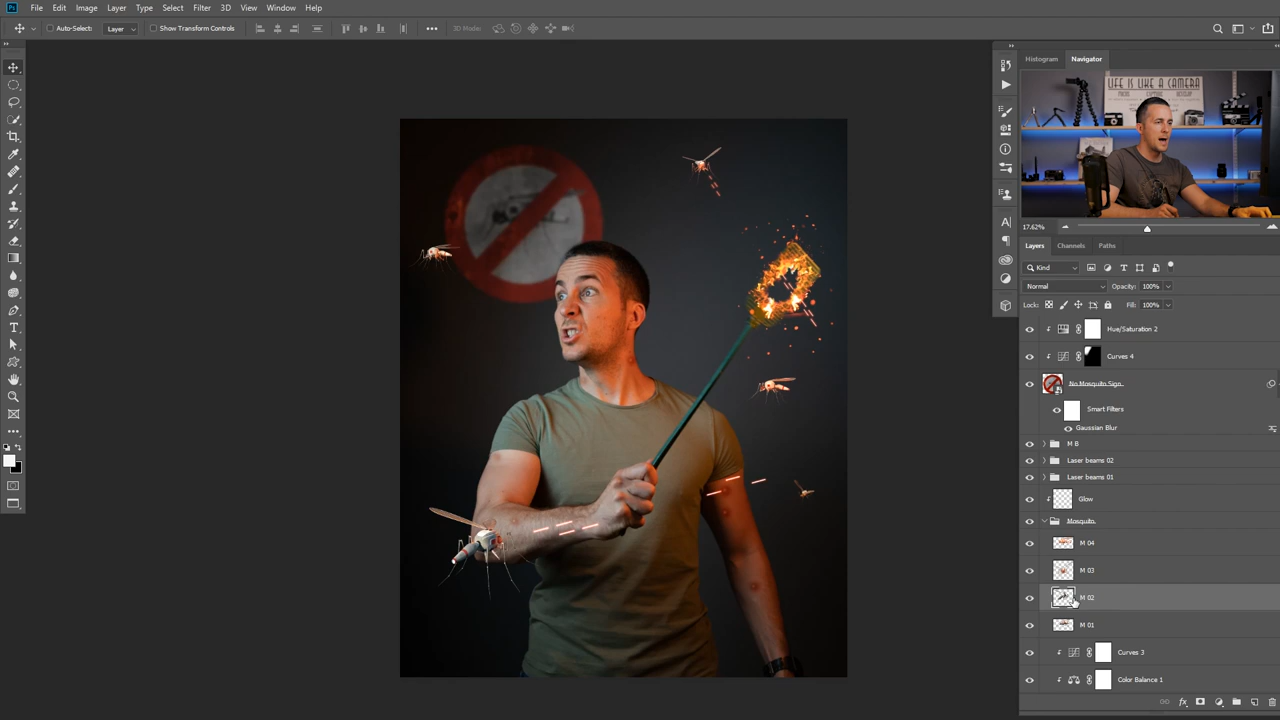 Ps File Edit Image Layer Type Select Filter 3D View Window Help
Auto-Select: Layer Show Transform Controls 3D Mode:
Histogram Navigator
LIFE IS LIKE A CAMERA
17.62%
Layers Channels Paths
Kind
Normal Opacity: 100%
Lock: Fill: 100%
Hue/Saturation 2
Curves 4
No Mosquito Sign
Smart Filters
Gaussian Blur
M B
Laser beams 02
Laser beams 01
Glow
Mosquito
M 04
M 03
M 02
M 01
Curves 3
Color Balance 1